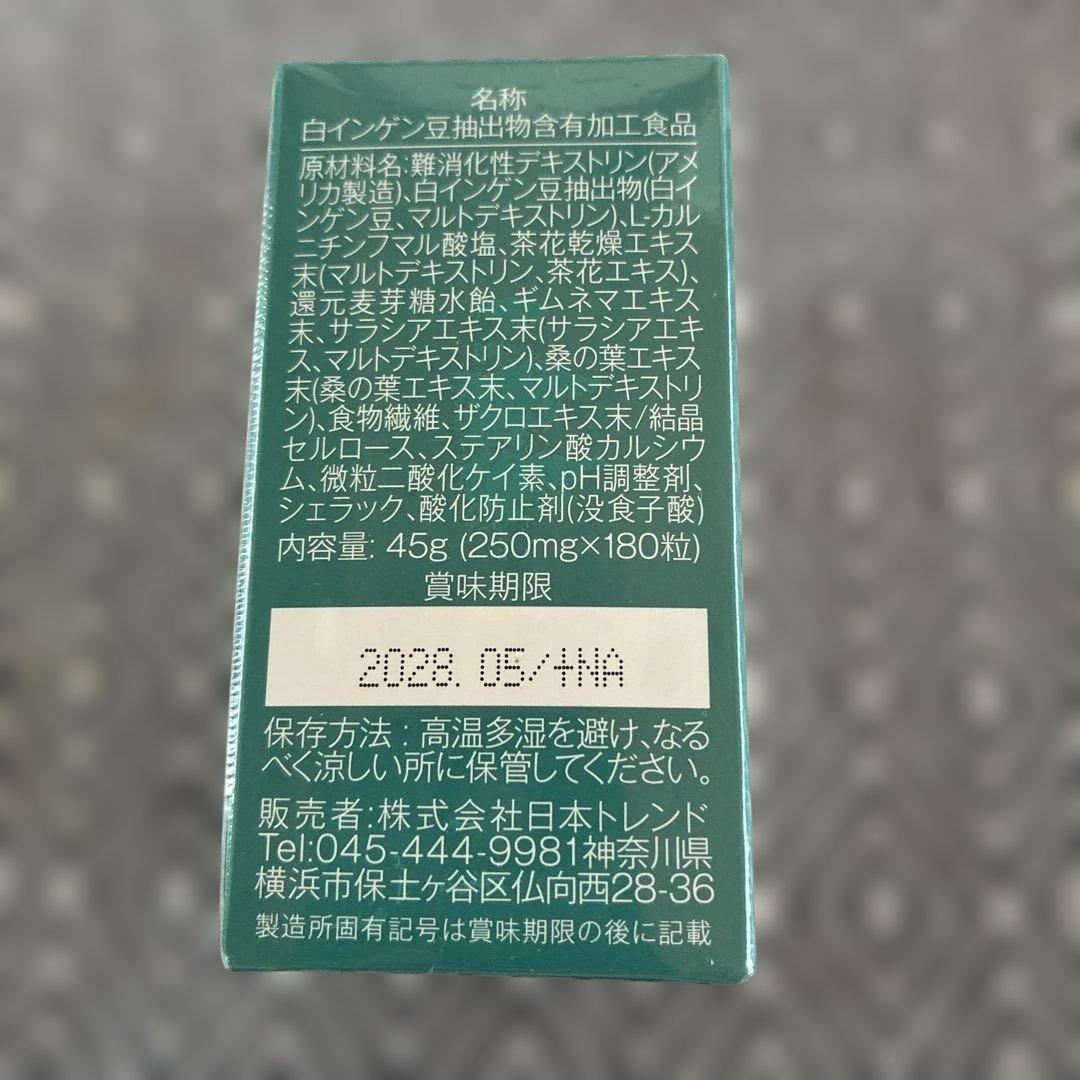 名称
白インゲン豆抽出物含有加工食品
原材料名:難消化性デキストリン(アメ
リカ製造)、白インゲン豆抽出物(白イ
ンゲン豆、マルトデキストリン)、L-カル
ニチンフマル酸塩、茶花乾燥エキス
末(マルトデキストリン、茶花エキス)、
還元麦芽糖水飴、ギムネマエキス
末、サラシアエキス末(サラシアエキ
ス、マルトデキストリン)、桑の葉エキス
末(桑の葉エキス末、マルトデキストリ
ン)、食物繊維、ザクロエキス末/結晶
セルロース、ステアリン酸カルシウ
ム、微粒二酸化ケイ素、pH調整剤、
シェラック、酸化防止剤(没食子酸)
内容量: 45g (250mg×180粒)
賞味期限
2028. 05/+NA
保存方法 : 高温多湿を避け、なる
べく涼しい所に保管してください。
販売者:株式会社日本トレンド
Tel:045-444-9981神奈川県
横浜市保土ヶ谷区仏向西28-36
製造所固有記号は賞味期限の後に記載